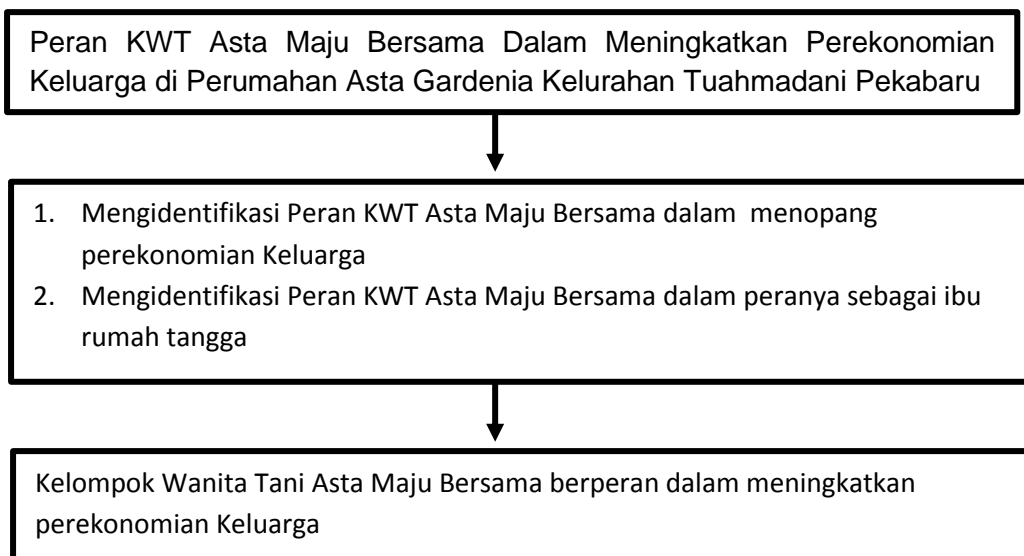 Peran KWT Asta Maju Bersama Dalam Meningkatkan Perekonomian
Keluarga di Perumahan Asta Gardenia Kelurahan Tuahmadani Pekabaru
1. Mengidentifikasi Peran KWT Asta Maju Bersama dalam menopang
perekonomian Keluarga
2. Mengidentifikasi Peran KWT Asta Maju Bersama dalam peranya sebagai ibu
rumah tangga
Kelompok Wanita Tani Asta Maju Bersama berperan dalam meningkatkan
perekonomian Keluarga